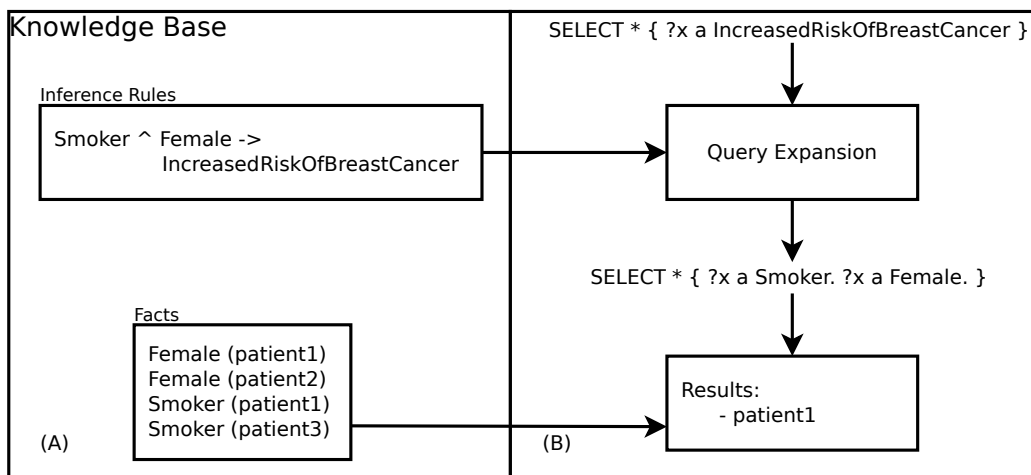 Knowledge Base
Inference Rules
Smoker ^ Female ->
IncreasedRiskOfBreastCancer
Facts
Female (patient1)
Female (patient2)
Smoker (patient1)
Smoker (patient3)
(A)
SELECT * { ?x a IncreasedRiskOfBreastCancer }
Query Expansion
SELECT * { ?x a Smoker. ?x a Female. }
Results:
- patient1
(B)